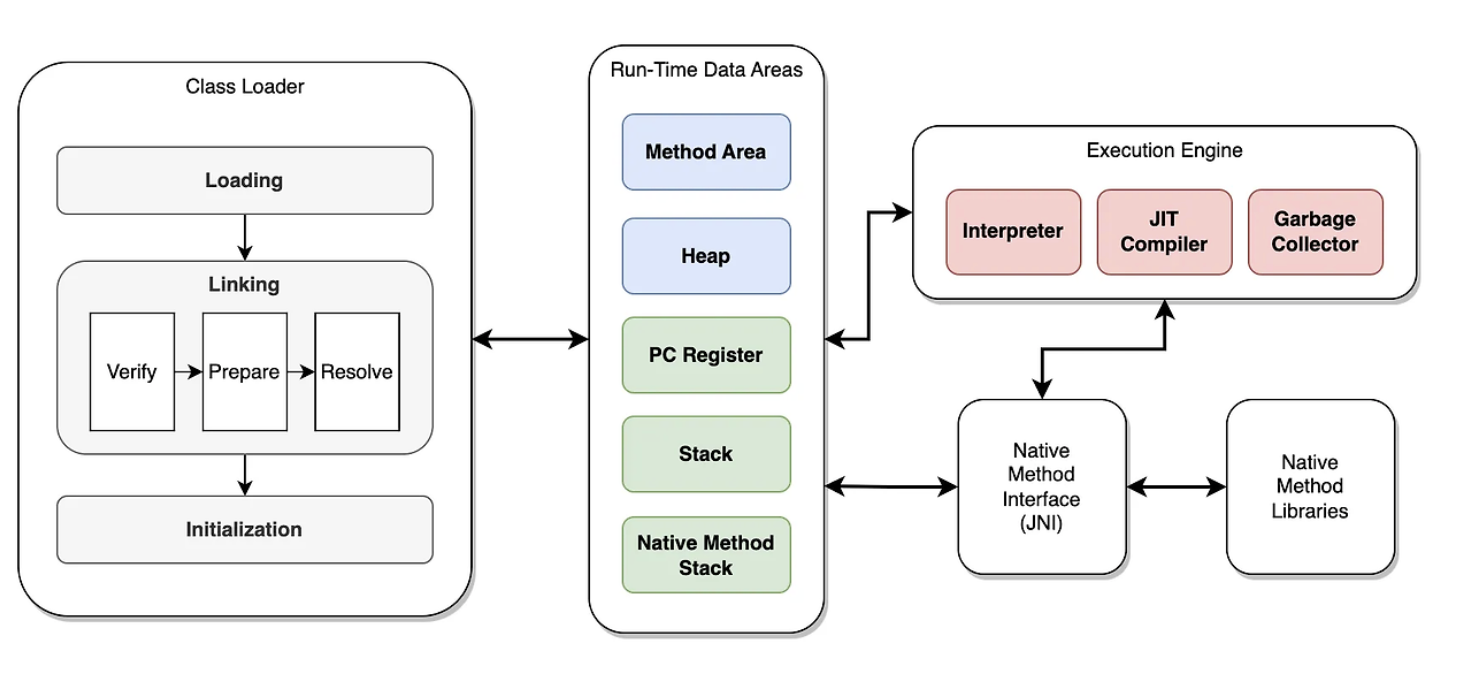 Class Loader
Loading
Linking
Verify
Prepare
Resolve
Initialization
Run-Time Data Areas
Method Area
Heap
PC Register
Stack
Native Method
Stack
Execution Engine
Interpreter
JIT
Compiler
Garbage
Collector
Native
Method
Interface
(JNI)
Native
Method
Libraries